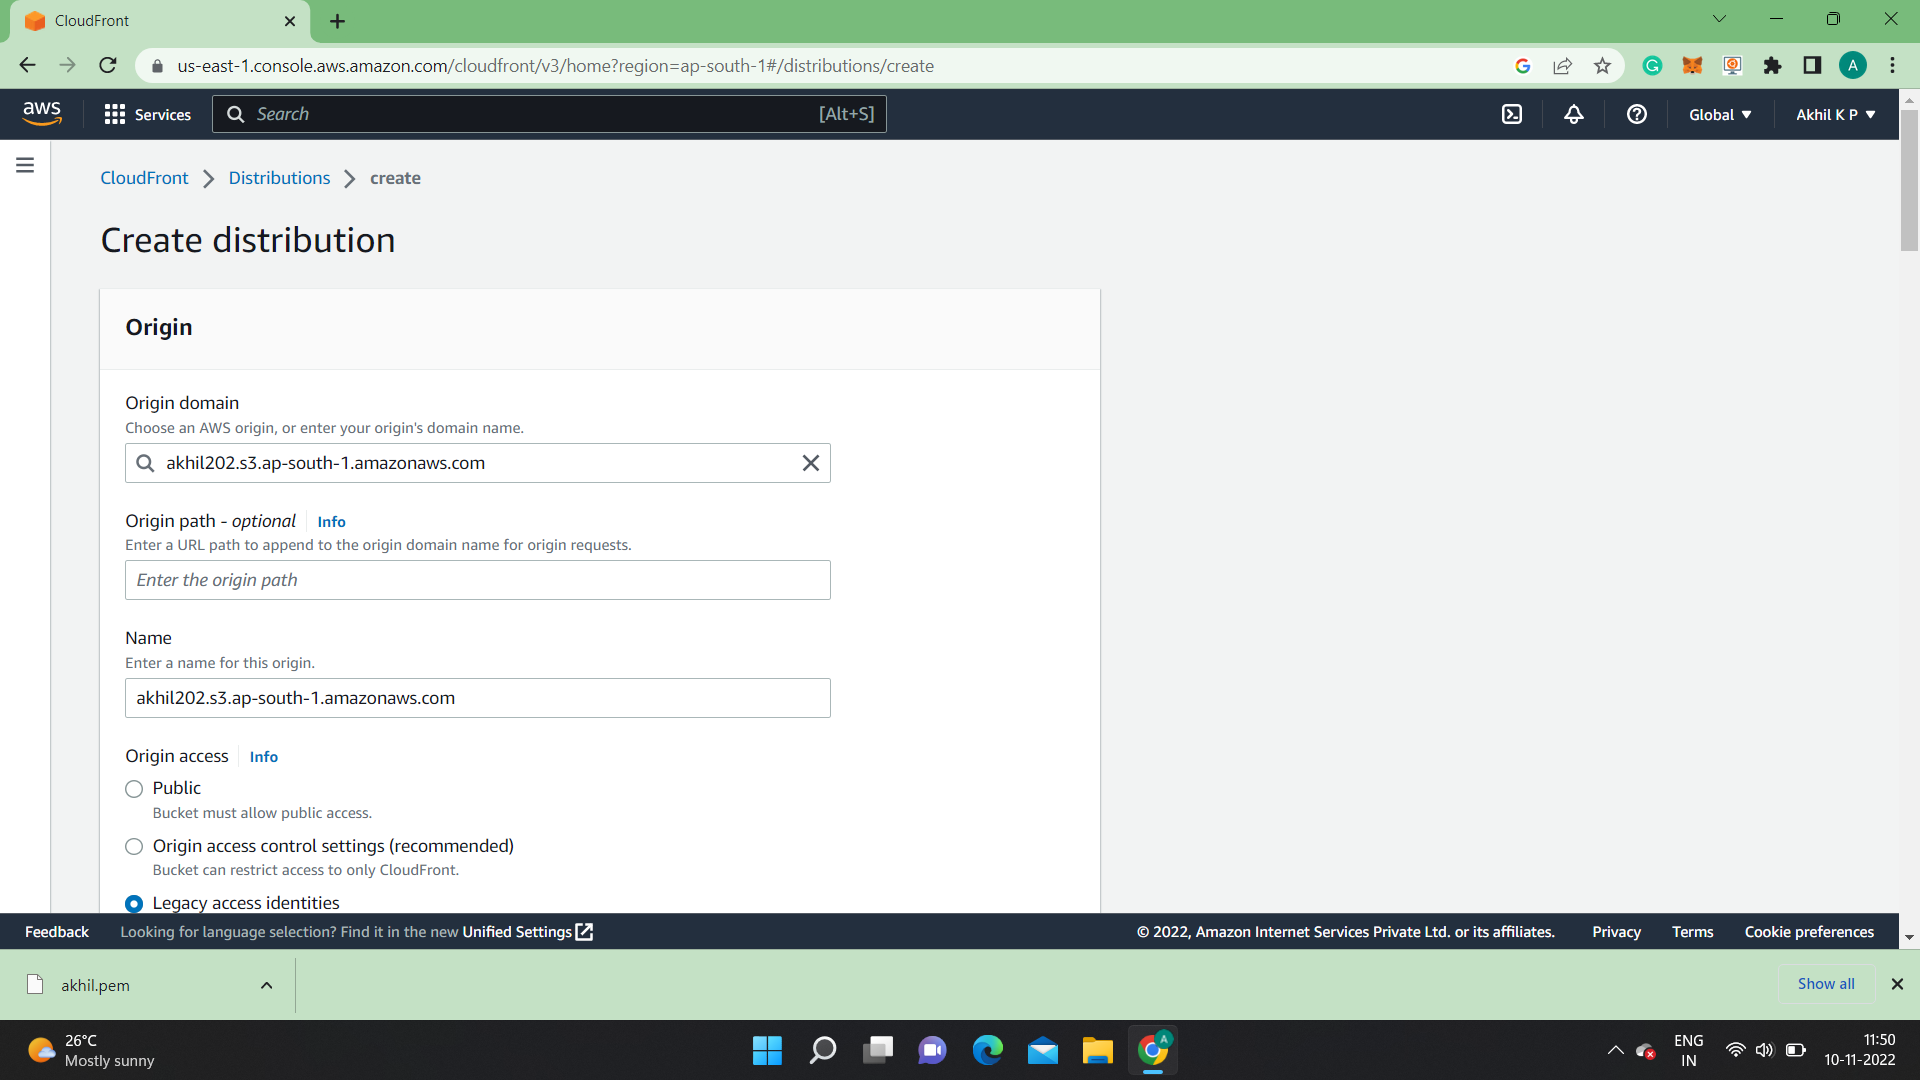 CloudFront
us-east-1.console.aws.amazon.com/cloudfront/v3/home?region=ap-south-1#/distributions/create
A
aws
Services
Search
[Alt+S]
Global
Akhil K P
CloudFront
Distributions
create
Create distribution
Origin
Origin domain
Choose an AWS origin, or enter your origin's domain name.
akhil202.s3.ap-south-1.amazonaws.com
Origin path - optional
Info
Enter a URL path to append to the origin domain name for origin requests.
Enter the origin path
Name
Enter a name for this origin.
akhil202.s3.ap-south-1.amazonaws.com
Origin access
Info
Public
Bucket must allow public access.
Origin access control settings (recommended)
Bucket can restrict access to only CloudFront.
Legacy access identities
Feedback
Looking for language selection? Find it in the new Unified Settings
© 2022, Amazon Internet Services Private Ltd. or its affiliates.
Privacy
Terms
Cookie preferences
akhil.pem
Show all
26°C
Mostly sunny
A
ENG
IN
11:50
10-11-2022